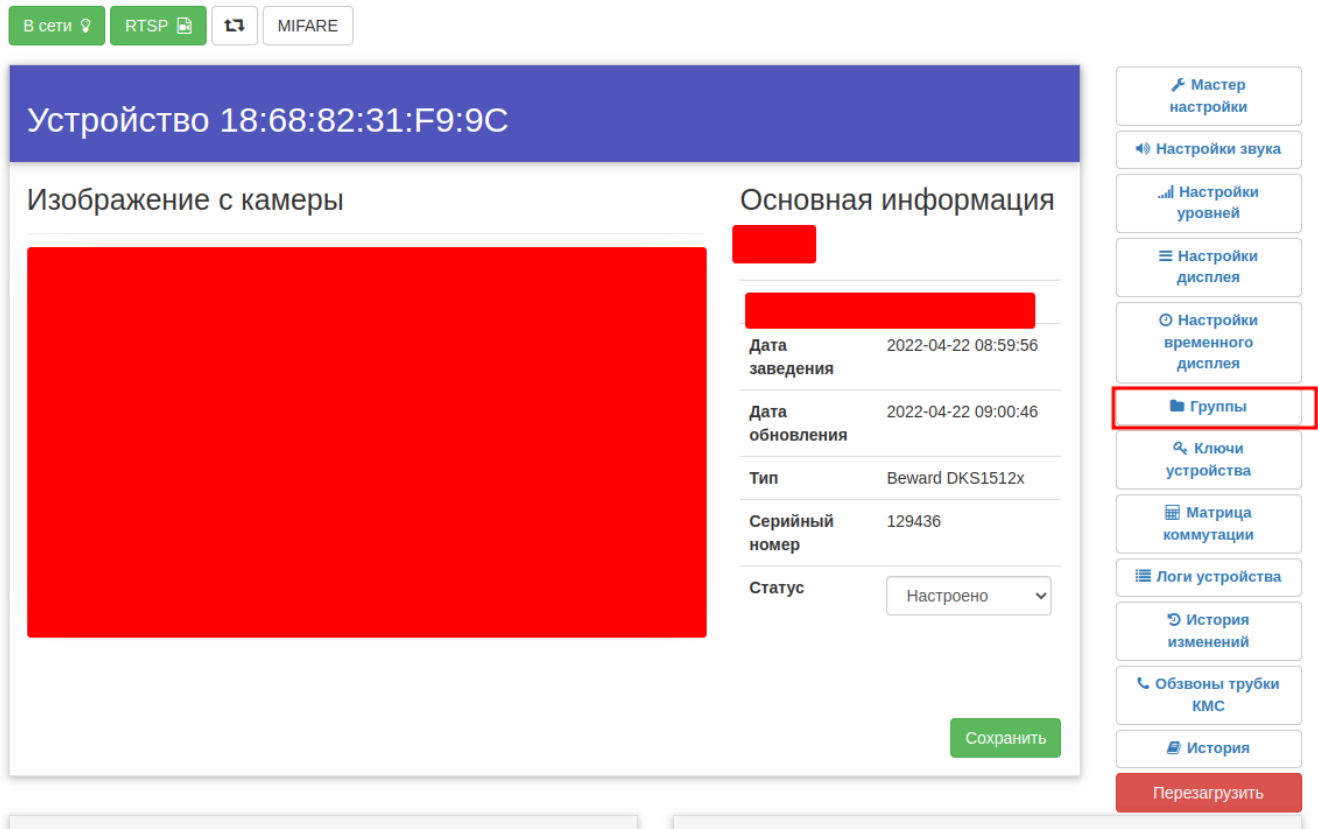 В сети RTSP MIFARE
Устройство 18:68:82:31:F9:9C
Изображение с камеры
Основная информация
Дата
заведения
2022-04-22 08:59:56
Дата
обновления
2022-04-22 09:00:46
Тип
Beward DKS1512x
Серийный
номер
129436
Статус
Настроено
Сохранить
Мастер
настройки
Настройки звука
Настройки
уровней
Настройки
дисплея
Настройки
временного
дисплея
Группы
Ключи
устройства
Матрица
коммутации
Логи устройства
История
изменений
Обзвоны трубки
КМС
История
Перезагрузить